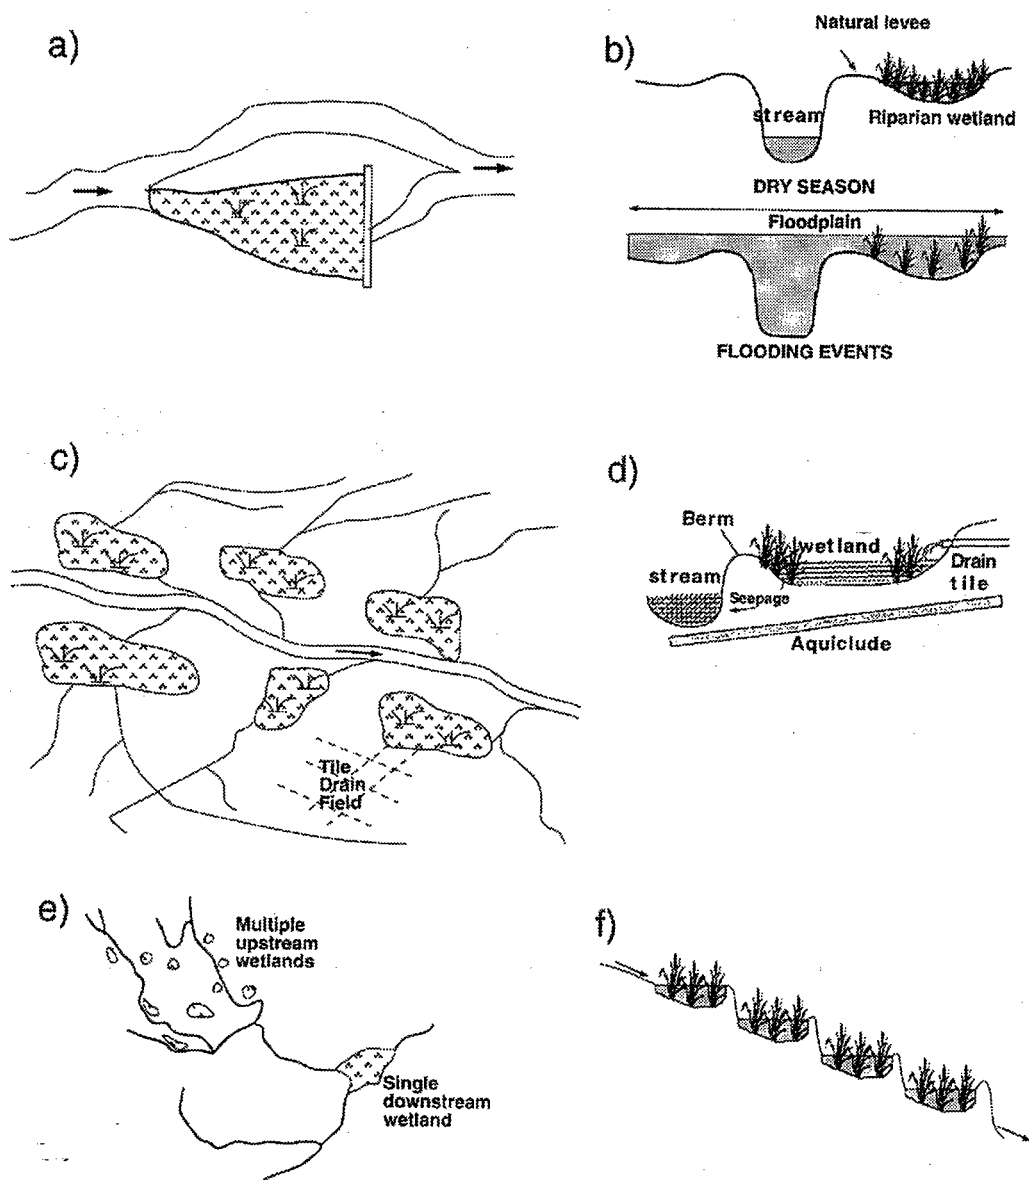 a)
b)
Natural levee
stream
Riparian wetland
DRY SEASON
Floodplain
FLOODING EVENTS
c)
Tile
Drain
Field
d)
Berm
wetland
stream
Seepage
Drain
tile
Aquiclude
e)
Multiple
upstream
wetlands
Single
downstream
wetland
f)